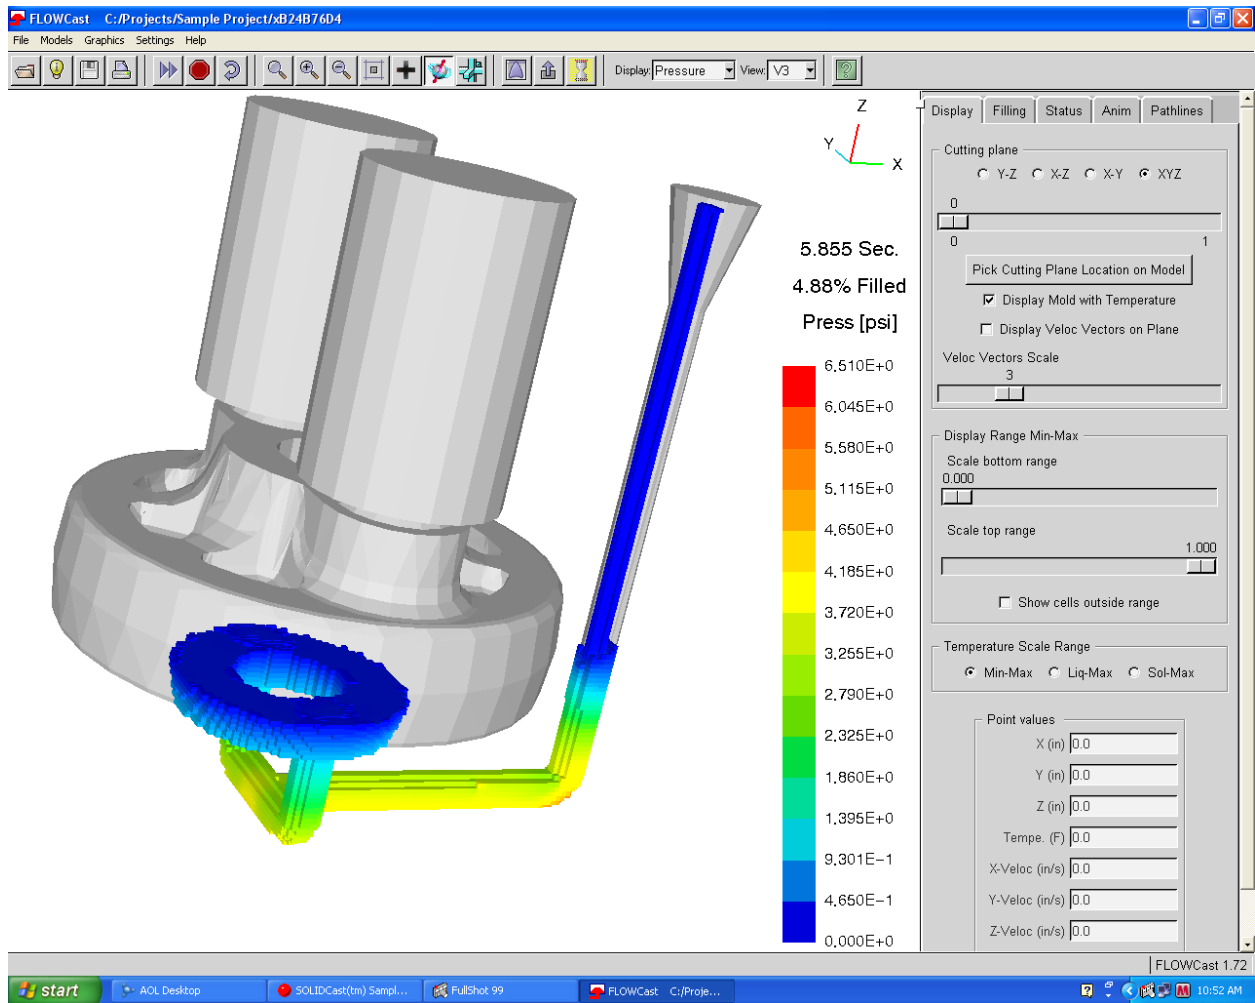 FLOWCast C:/Projects/Sample Project/xB24B76D4
File Models Graphics Settings Help
Display: Pressure View: V3
Z
Y
X
5.855 Sec.
4.88% Filled
Press [psi]
6.510E+0
6.045E+0
5.580E+0
5.115E+0
4.650E+0
4.185E+0
3.720E+0
3.255E+0
2.790E+0
2.325E+0
1.860E+0
1.395E+0
9.301E-1
4.650E-1
0.000E+0
Display Filling Status Anim Pathlines
Cutting plane
Y-Z X-Z X-Y XYZ
0
0 1
Pick Cutting Plane Location on Model
Display Mold with Temperature
Display Veloc Vectors on Plane
Veloc Vectors Scale
3
Display Range Min-Max
Scale bottom range
0.000
Scale top range
1.000
Show cells outside range
Temperature Scale Range
Min-Max Liq-Max Sol-Max
Point values
X (in) 0.0
Y (in) 0.0
Z (in) 0.0
Tempe. (F) 0.0
X-Veloc (in/s) 0.0
Y-Veloc (in/s) 0.0
Z-Veloc (in/s) 0.0
FLOWCast 1.72
start AOL Desktop SOLIDCast(tm) Sampl... FullShot 99 FLOWCast C:/Proje... 10:52 AM